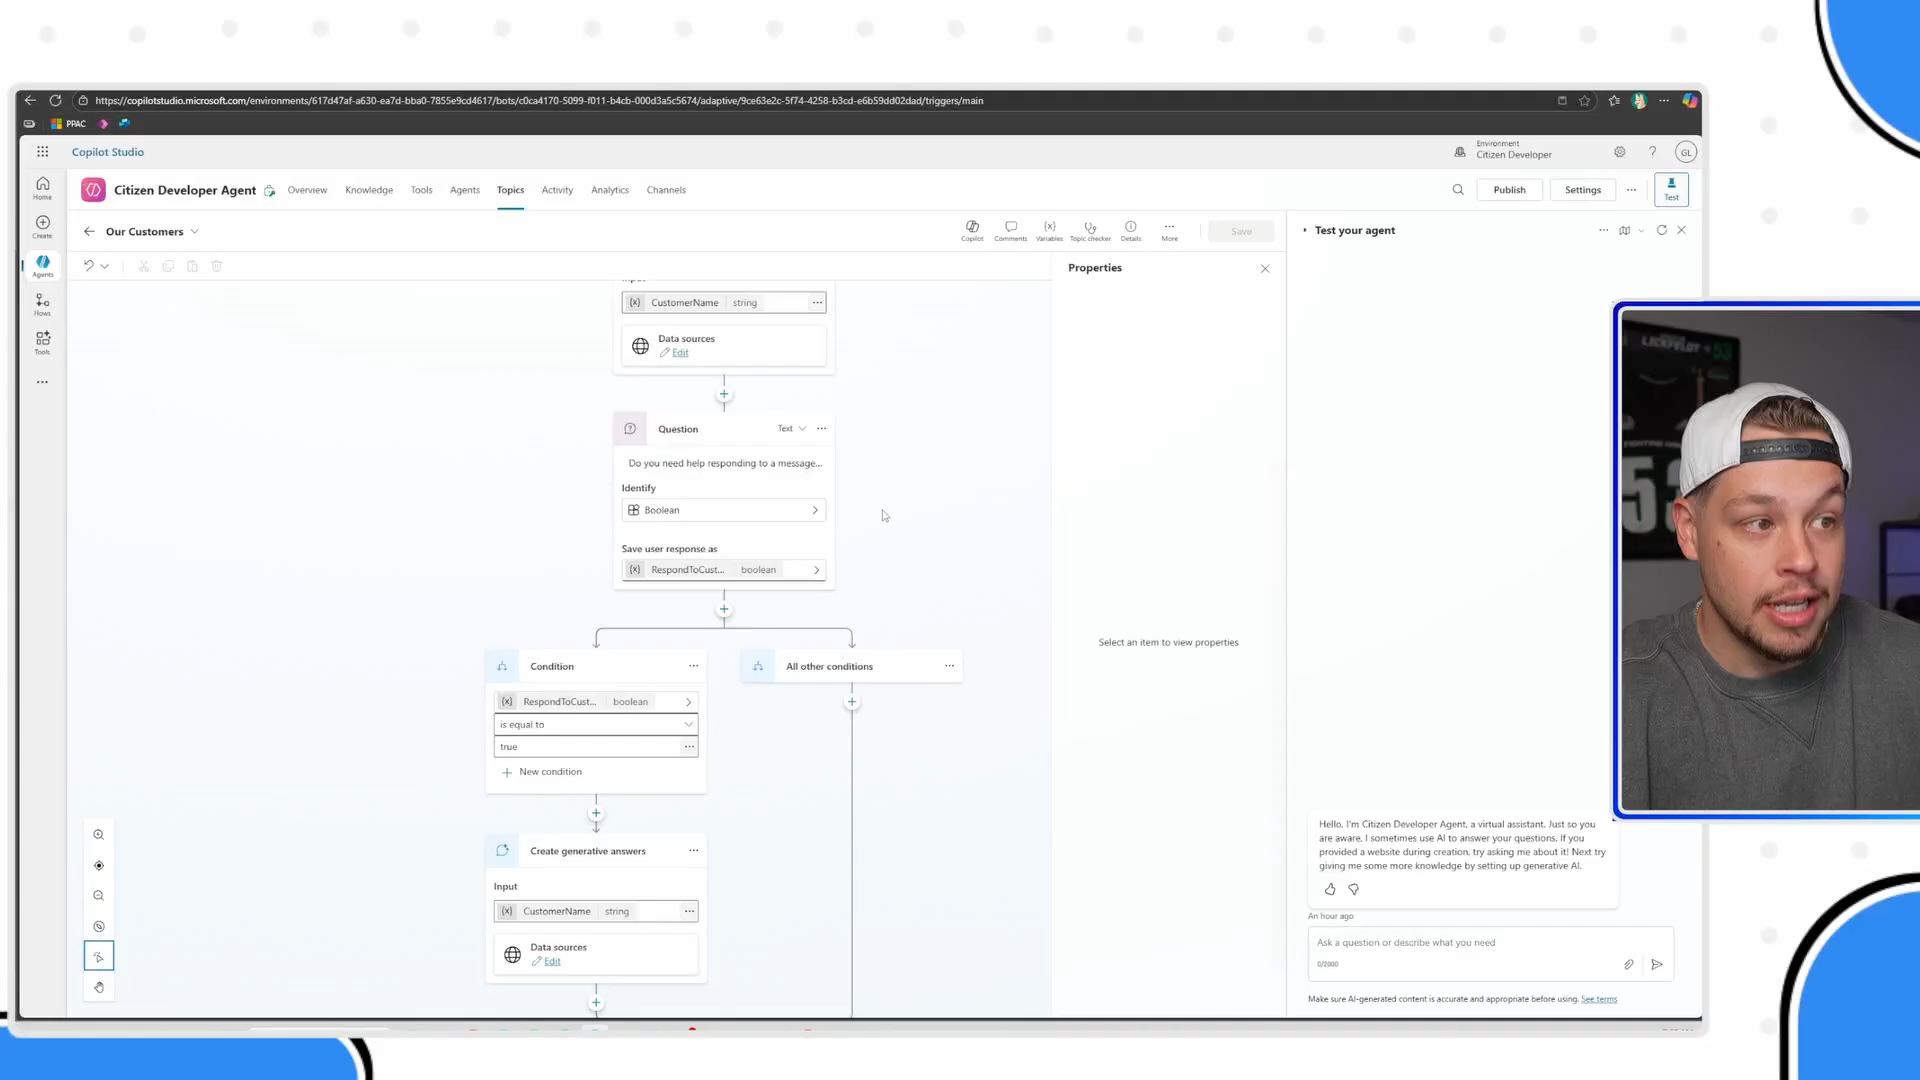 https://copilotstudio.microsoft.com/environments/617d47af-a630-ea7d-bba0-7855e9cd4617/bots/c0ca4170-5099-f011-b4cb-000d3a5c5674/adaptive/9ce63e2c-5f74-4258-b3cd-e6b59dd02dad/triggers/main
PPAC
Copilot Studio
Environment
Citizen Developer
GL
Citizen Developer Agent
Overview
Knowledge
Tools
Agents
Topics
Activity
Analytics
Channels
Publish
Settings
Test
Home
Create
Agents
Flows
Tools
Our Customers
Copilot
Comments
Variables
Topic checker
Details
More
Save
Input
{x} CustomerName string
Data sources
Edit
Question
Text
Do you need help responding to a message...
Identify
Boolean
Save user response as
{x} RespondToCust... boolean
Condition
{x} RespondToCust... boolean
is equal to
true
New condition
All other conditions
Create generative answers
Input
{x} CustomerName string
Data sources
Edit
Properties
Select an item to view properties
Test your agent
Hello, I'm Citizen Developer Agent, a virtual assistant. Just so you
are aware, I sometimes use AI to answer your questions. If you
provided a website during creation, try asking me about it! Next try
giving me some more knowledge by setting up generative AI.
An hour ago
Ask a question or describe what you need
0/2000
Make sure AI-generated content is accurate and appropriate before using. See terms
53
53